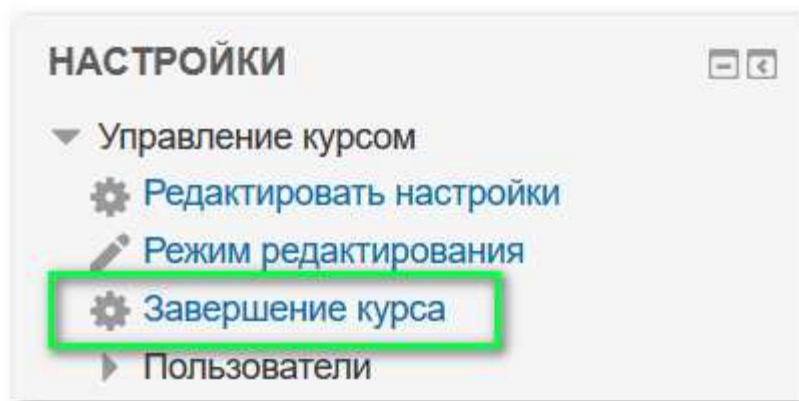 НАСТРОЙКИ
Управление курсом
Редактировать настройки
Режим редактирования
Завершение курса
Пользователи